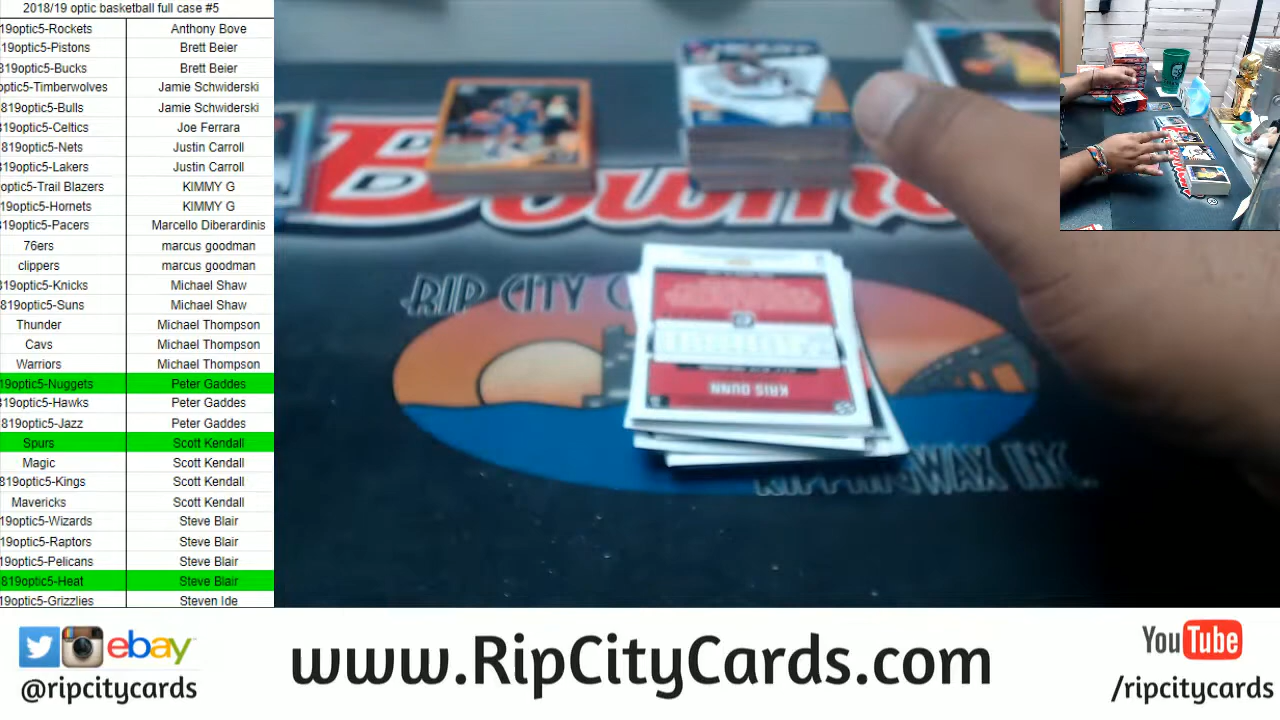 2018/19 optic basketball full case #5
19optic5-Rockets Anthony Bove
19optic5-Pistons Brett Beier
819optic5-Bucks Brett Beier
optic5-Timberwolves Jamie Schwiderski
819optic5-Bulls Jamie Schwiderski
819optic5-Celtics Joe Ferrara
819optic5-Nets Justin Carroll
819optic5-Lakers Justin Carroll
optic5-Trail Blazers KIMMY G
19optic5-Hornets KIMMY G
19optic5-Pacers Marcello Diberardinis
76ers marcus goodman
clippers marcus goodman
819optic5-Knicks Michael Shaw
819optic5-Suns Michael Shaw
Thunder Michael Thompson
Cavs Michael Thompson
Warriors Michael Thompson
19optic5-Nuggets Peter Gaddes
819optic5-Hawks Peter Gaddes
819optic5-Jazz Peter Gaddes
Spurs Scott Kendall
Magic Scott Kendall
819optic5-Kings Scott Kendall
Mavericks Scott Kendall
19optic5-Wizards Steve Blair
19optic5-Raptors Steve Blair
19optic5-Pelicans Steve Blair
819optic5-Heat Steve Blair
19optic5-Grizzlies Steven Ide
Bowma
RIP CITY C
RIPPINGWAX INC.
KRIS DUNN
ebay
@ripcitycards
www.RipCityCards.com
YouTube
/ripcitycards